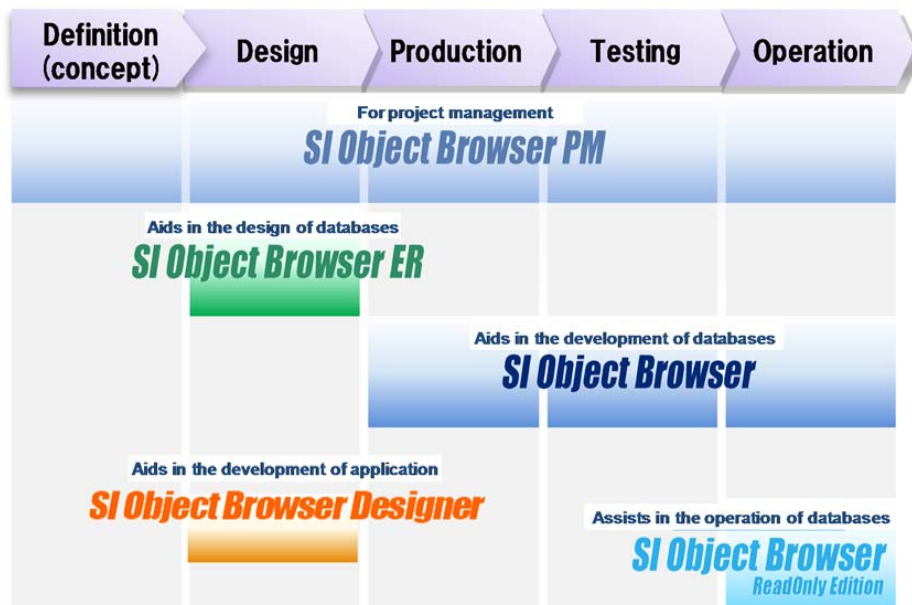 Definition
(concept)
Design
Production
Testing
Operation
For project management
SI Object Browser PM
Aids in the design of databases
SI Object Browser ER
Aids in the development of databases
SI Object Browser
Aids in the development of application
SI Object Browser Designer
Assists in the operation of databases
SI Object Browser
ReadOnly Edition